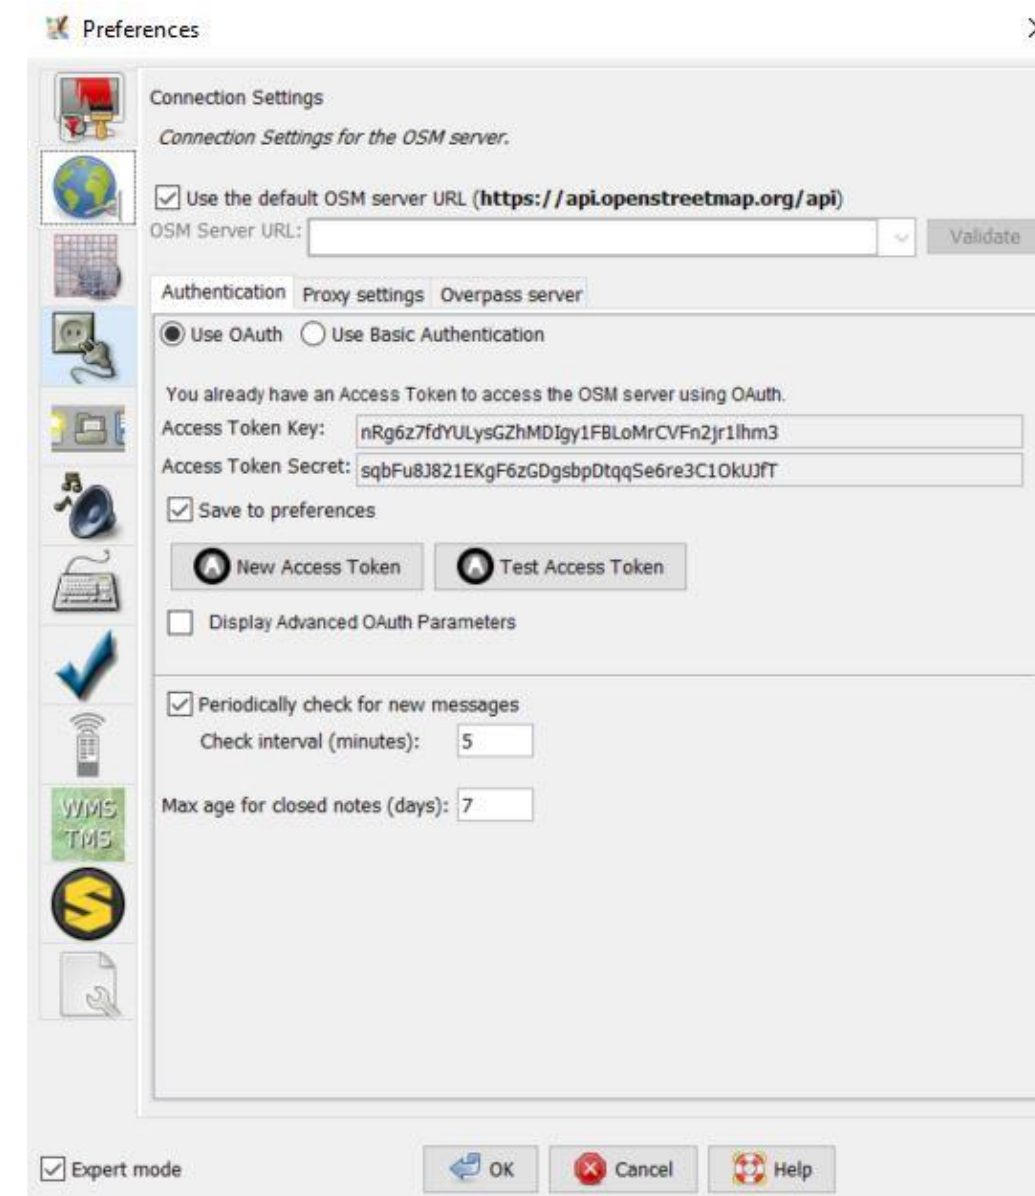 Preferences
Connection Settings
Connection Settings for the OSM server.
Use the default OSM server URL (https://api.openstreetmap.org/api)
OSM Server URL:
Validate
Authentication Proxy settings Overpass server
Use OAuth Use Basic Authentication
You already have an Access Token to access the OSM server using OAuth.
Access Token Key: nRg6z7fdYULysGZhMDIgy1FBLoMrCVFn2jr1lhm3
Access Token Secret: sqbFu8J821EKgF6zGDgsbpDtqqSe6re3C1OkUJfT
Save to preferences
New Access Token Test Access Token
Display Advanced OAuth Parameters
Periodically check for new messages
Check interval (minutes): 5
WMS
TMS
Max age for closed notes (days): 7
Expert mode OK Cancel Help